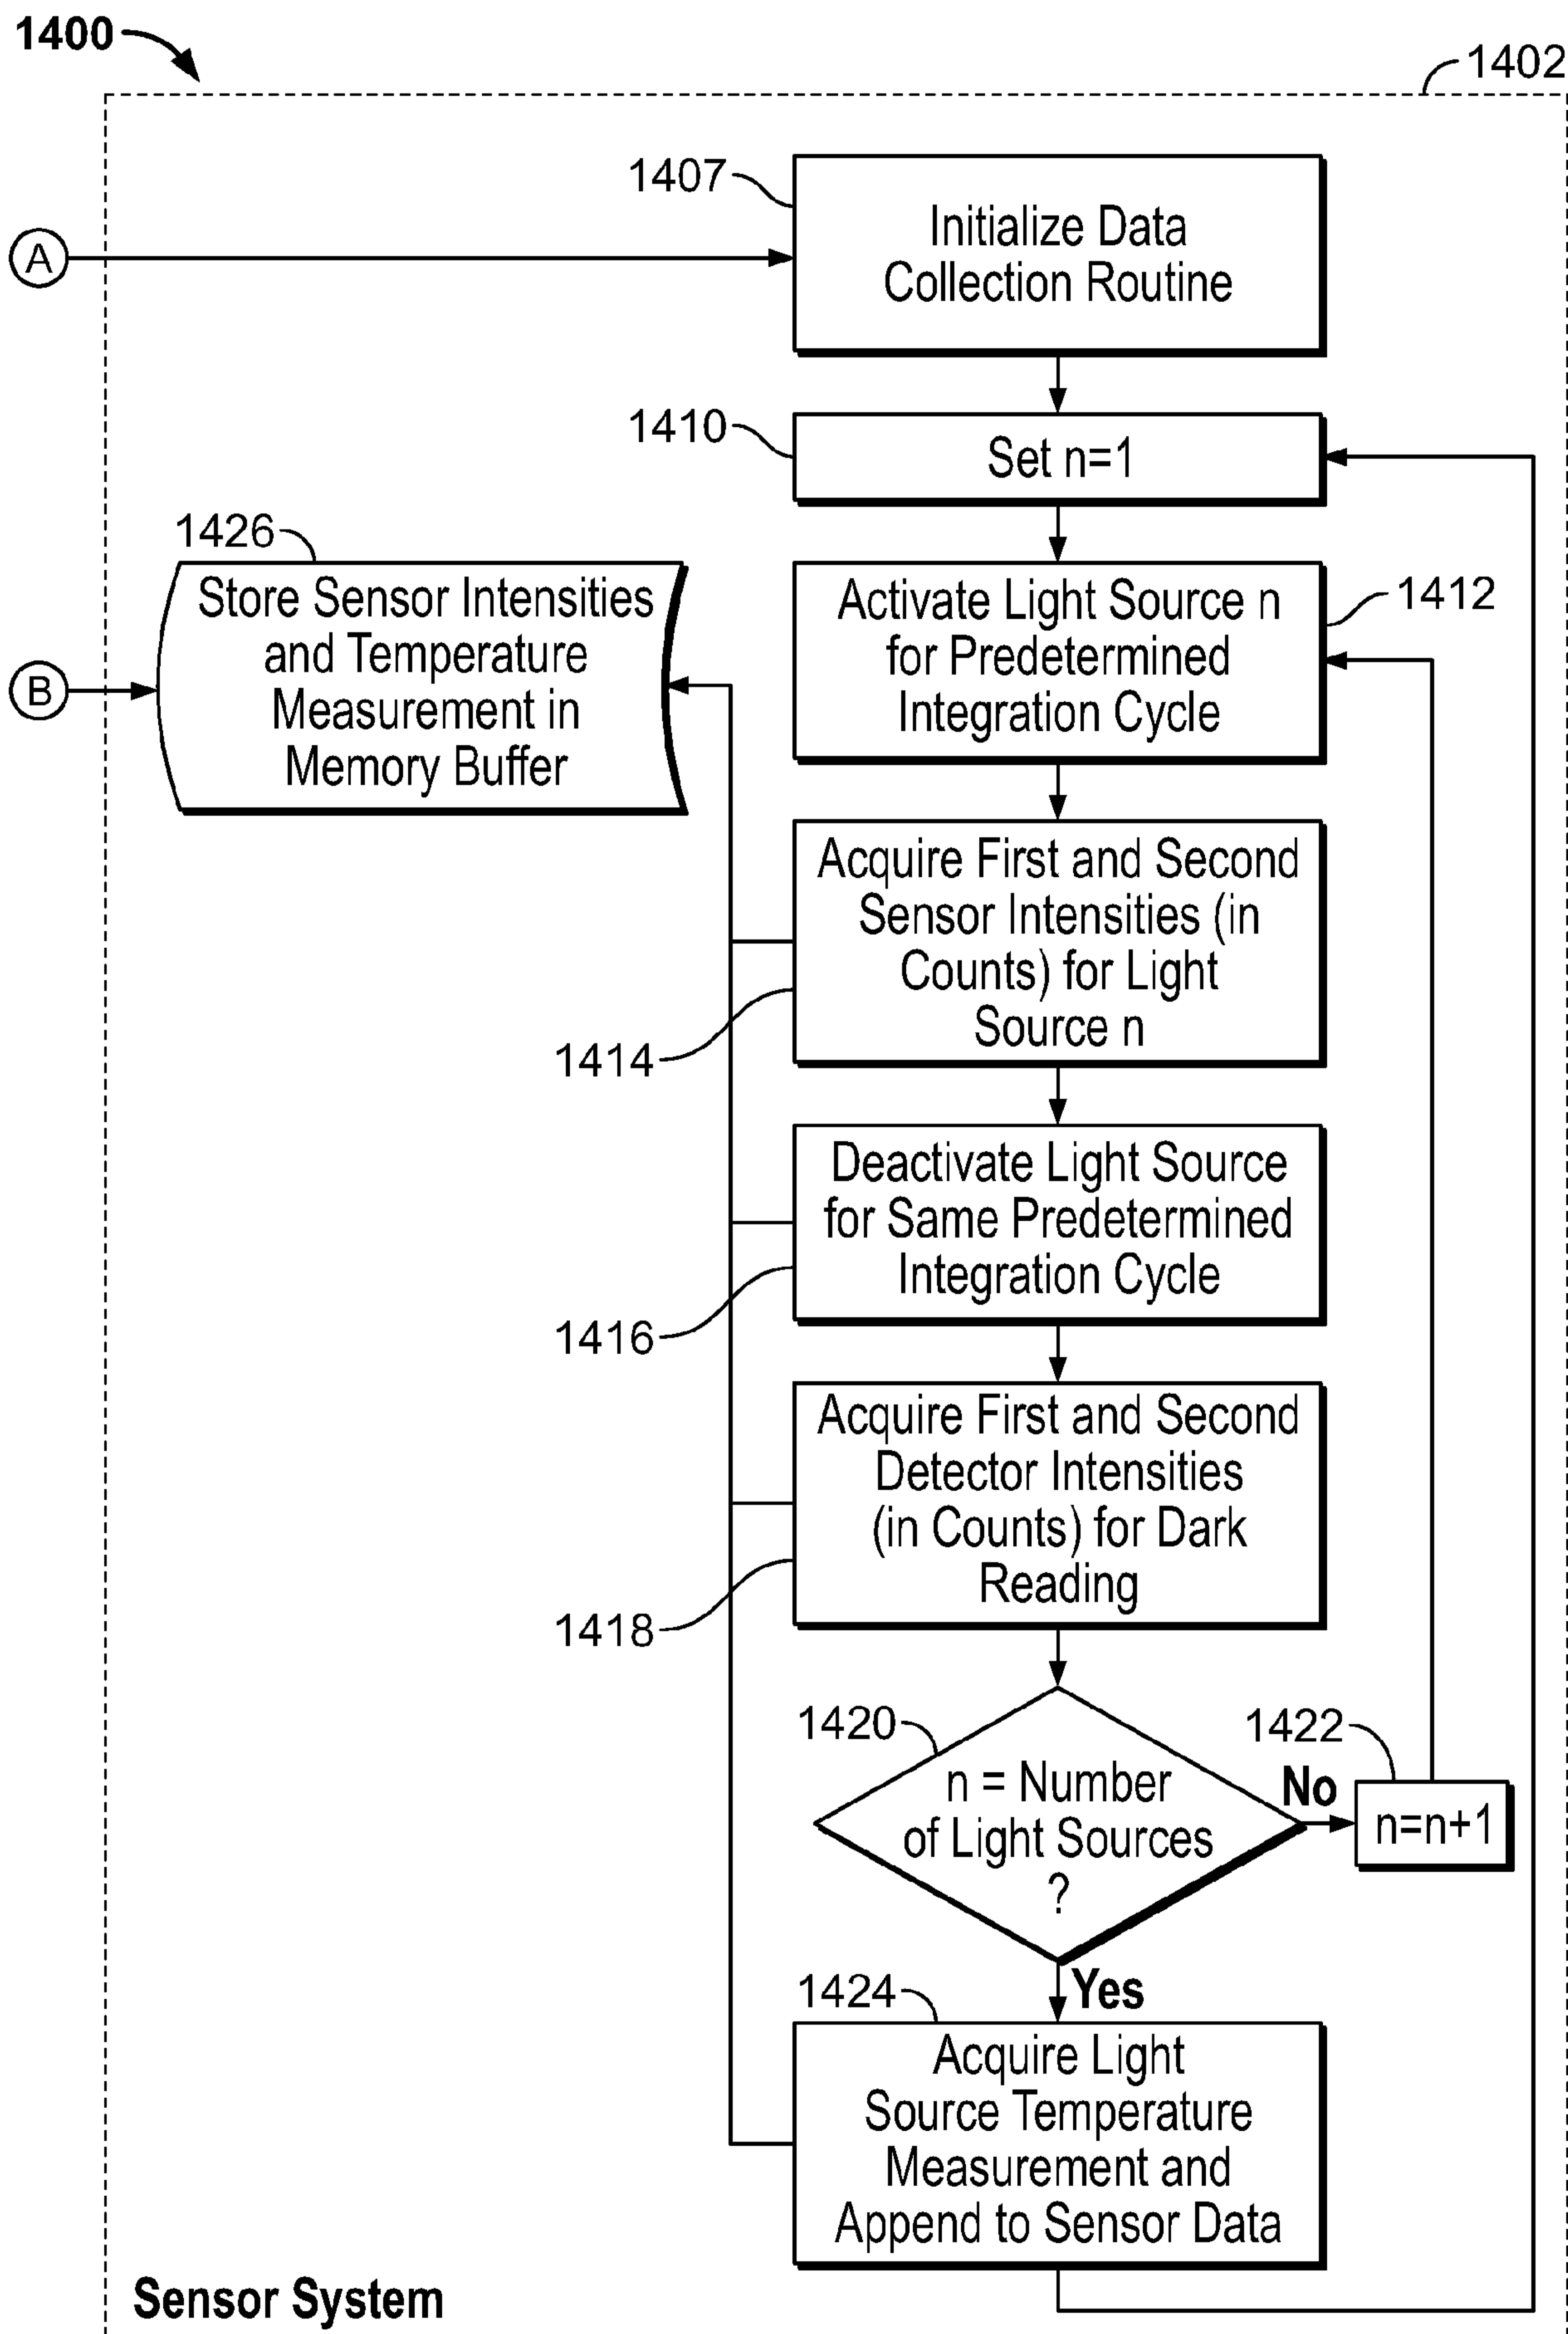 1400
1402
1407
Initialize Data
Collection Routine
A
1410
Set n=1
1426
Store Sensor Intensities
and Temperature
Measurement in
Memory Buffer
B
Activate Light Source n
for Predetermined
Integration Cycle
1412
Acquire First and Second
Sensor Intensities (in
Counts) for Light
Source n
1414
Deactivate Light Source
for Same Predetermined
Integration Cycle
1416
Acquire First and Second
Detector Intensities
(in Counts) for Dark
Reading
1418
1420
n = Number
of Light Sources
?
No
1422
n=n+1
Yes
1424
Acquire Light
Source Temperature
Measurement and
Append to Sensor Data
Sensor System